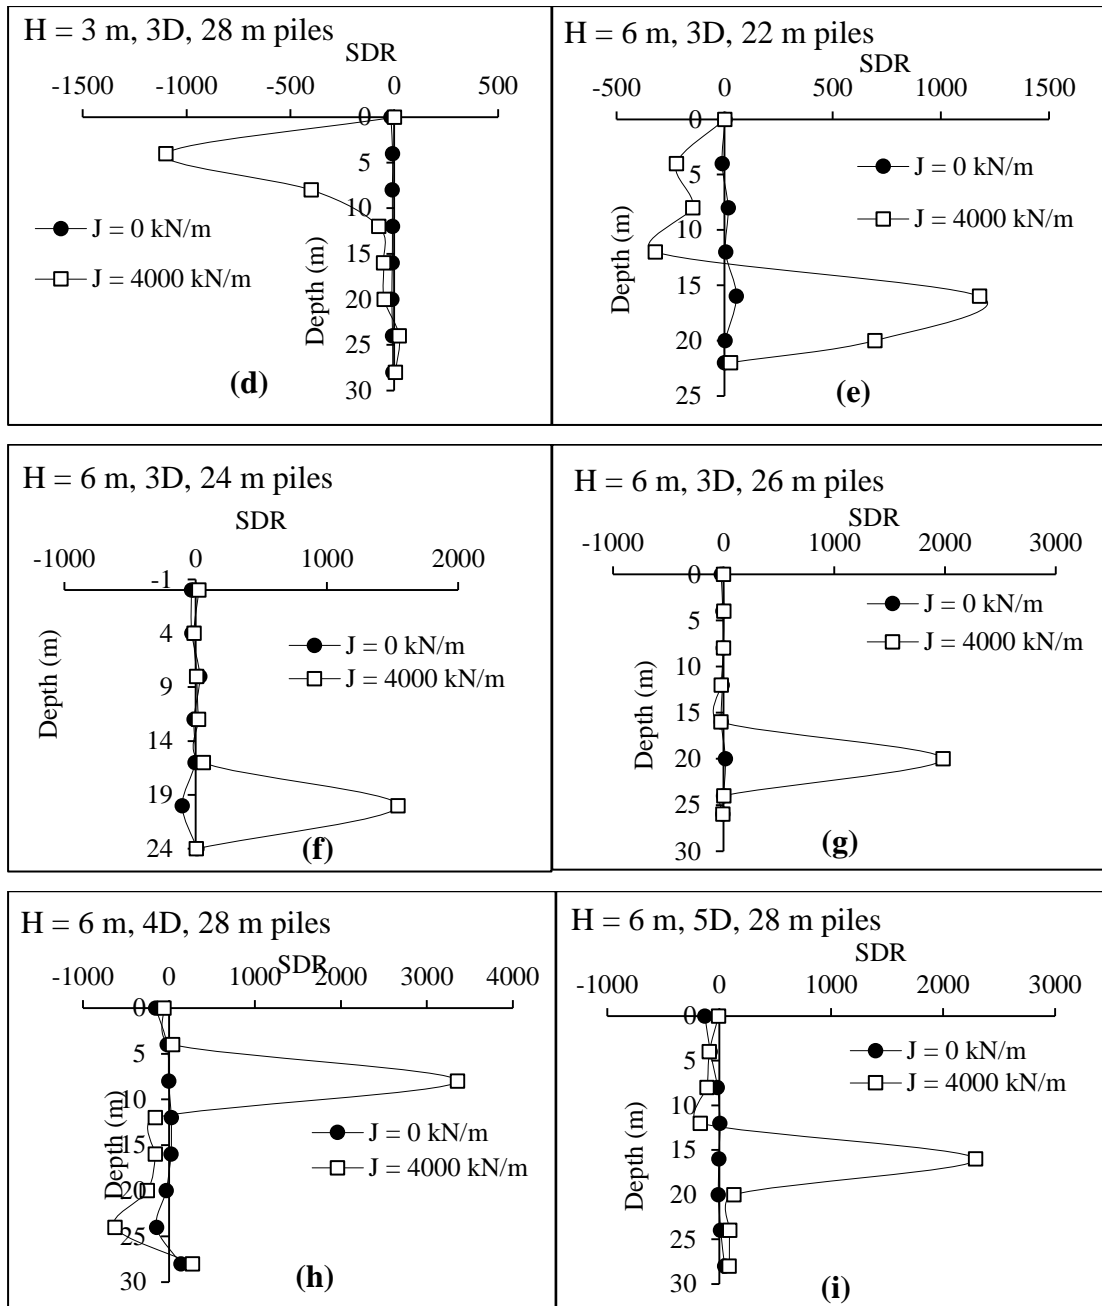 H = 3 m, 3D, 28 m piles
SDR
-1500 -1000 -500 0 500
0
5
10
15
20
25
30
Depth (m)
J = 0 kN/m
J = 4000 kN/m
(d)
H = 6 m, 3D, 22 m piles
SDR
-500 0 500 1000 1500
0
5
10
15
20
25
Depth (m)
J = 0 kN/m
J = 4000 kN/m
(e)
H = 6 m, 3D, 24 m piles
SDR
-1000 0 1000 2000
-1
4
9
14
19
24
Depth (m)
J = 0 kN/m
J = 4000 kN/m
(f)
H = 6 m, 3D, 26 m piles
SDR
-1000 0 1000 2000 3000
0
5
10
15
20
25
30
Depth (m)
J = 0 kN/m
J = 4000 kN/m
(g)
H = 6 m, 4D, 28 m piles
SDR
-1000 0 1000 2000 3000 4000
0
5
10
15
20
25
30
Depth (m)
J = 0 kN/m
J = 4000 kN/m
(h)
H = 6 m, 5D, 28 m piles
SDR
-1000 0 1000 2000 3000
0
5
10
15
20
25
30
Depth (m)
J = 0 kN/m
J = 4000 kN/m
(i)